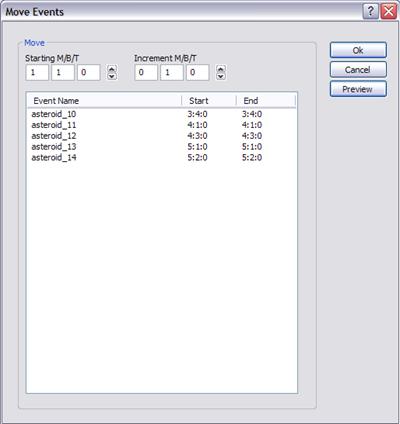 Move Events
?
Move
Starting M/B/T Increment M/B/T
1 1 0 0 1 0
Ok
Cancel
Preview
Event Name Start End
asteroid_10 3:4:0 3:4:0
asteroid_11 4:1:0 4:1:0
asteroid_12 4:3:0 4:3:0
asteroid_13 5:1:0 5:1:0
asteroid_14 5:2:0 5:2:0